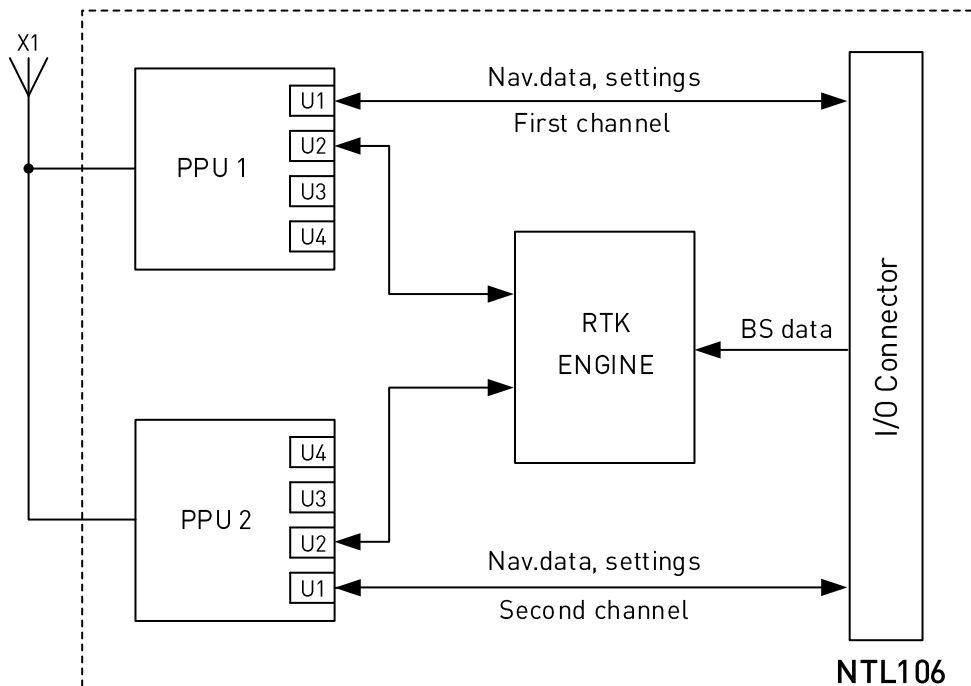 X1
PPU 1
U1
U2
U3
U4
Nav.data, settings
First channel
RTK
ENGINE
BS data
I/O Connector
PPU 2
U4
U3
U2
U1
Nav.data, settings
Second channel
NTL106